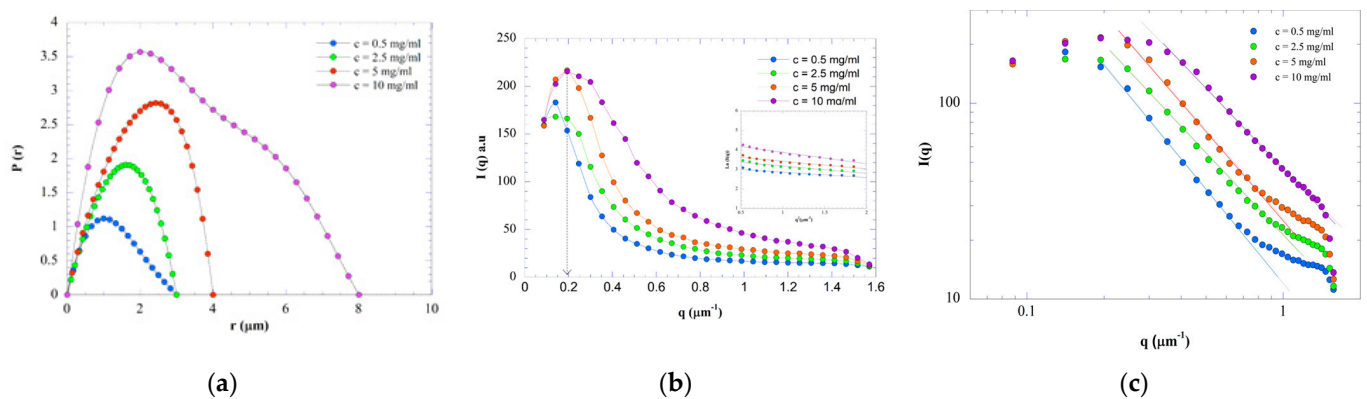 4
3.5
3
2.5
2
1.5
1
0.5
0
0 2 4 6 8 10
P (r)
r (μm)
c = 0.5 mg/ml
c = 2.5 mg/ml
c = 5 mg/ml
c = 10 mg/ml
(a)
250
200
150
100
50
0
0 0.2 0.4 0.6 0.8 1 1.2 1.4 1.6
I (q) a.u
q (μm⁻¹)
c = 0.5 mg/ml
c = 2.5 mg/ml
c = 5 mg/ml
c = 10 mg/ml
0.5 1 2
(b)
100
10
0.1 1
I(q)
q (μm⁻¹)
c = 0.5 mg/ml
c = 2.5 mg/ml
c = 5 mg/ml
c = 10 mg/ml
(c)